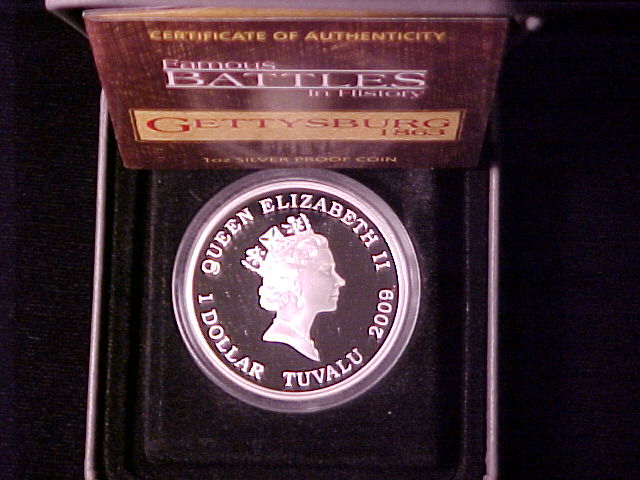 CERTIFICATE OF AUTHENTICITY
Famous
BATTLES
in History
GETTYSBURG
1863
1oz SILVER PROOF COIN
QUEEN ELIZABETH II
1 DOLLAR TUVALU 2009